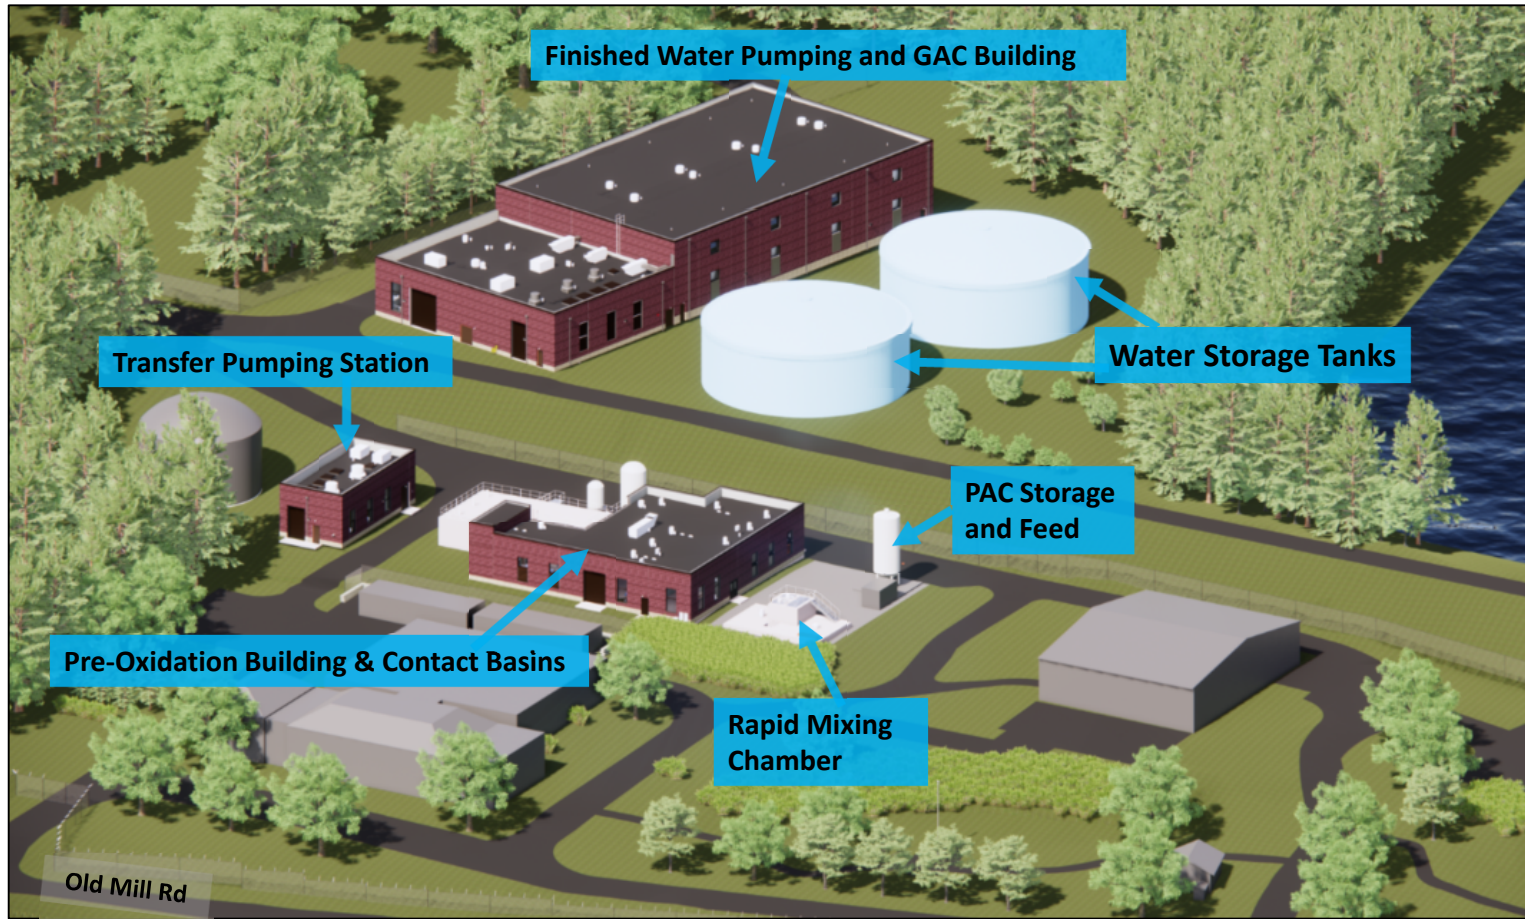 Finished Water Pumping and GAC Building
Transfer Pumping Station
Water Storage Tanks
PAC Storage
and Feed
Pre-Oxidation Building & Contact Basins
Rapid Mixing
Chamber
Old Mill Rd